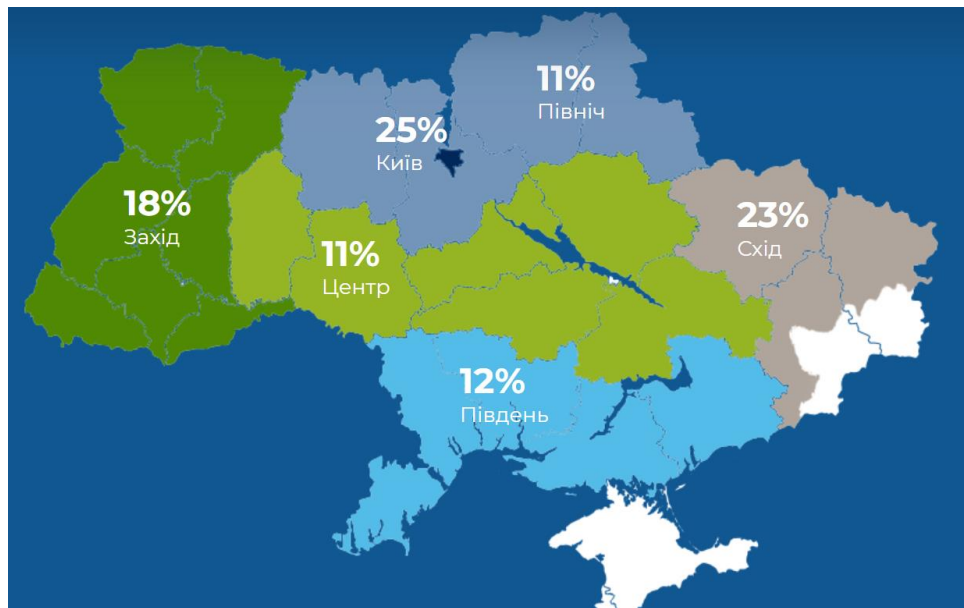 11%
Північ
25%
Київ
18%
Захід
23%
Схід
11%
Центр
12%
Південь